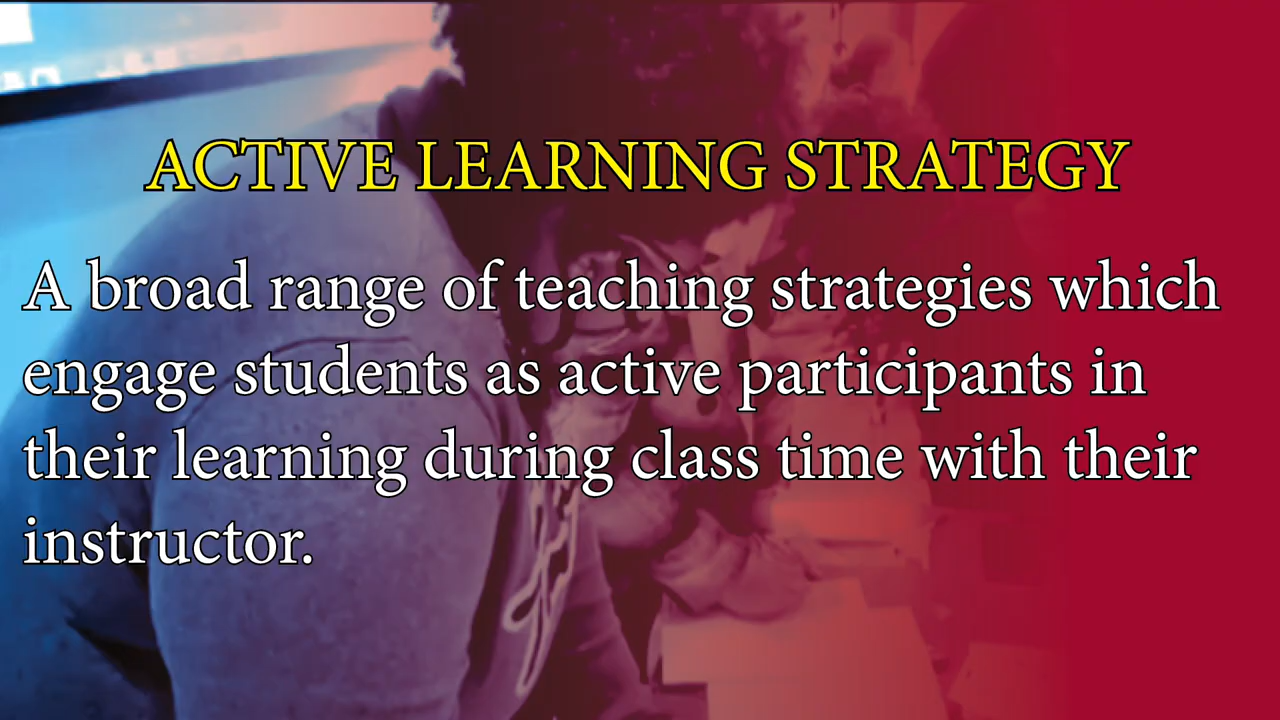 ACTIVE LEARNING STRATEGY
A broad range of teaching strategies which
engage students as active participants in
their learning during class time with their
instructor.